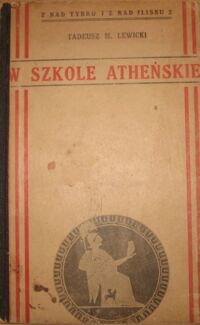 Z NAD TYBRU I Z NAD ILISSU 2
TADEUSZ M. LEWICKI
W SZKOLE ATHEŃSKIE